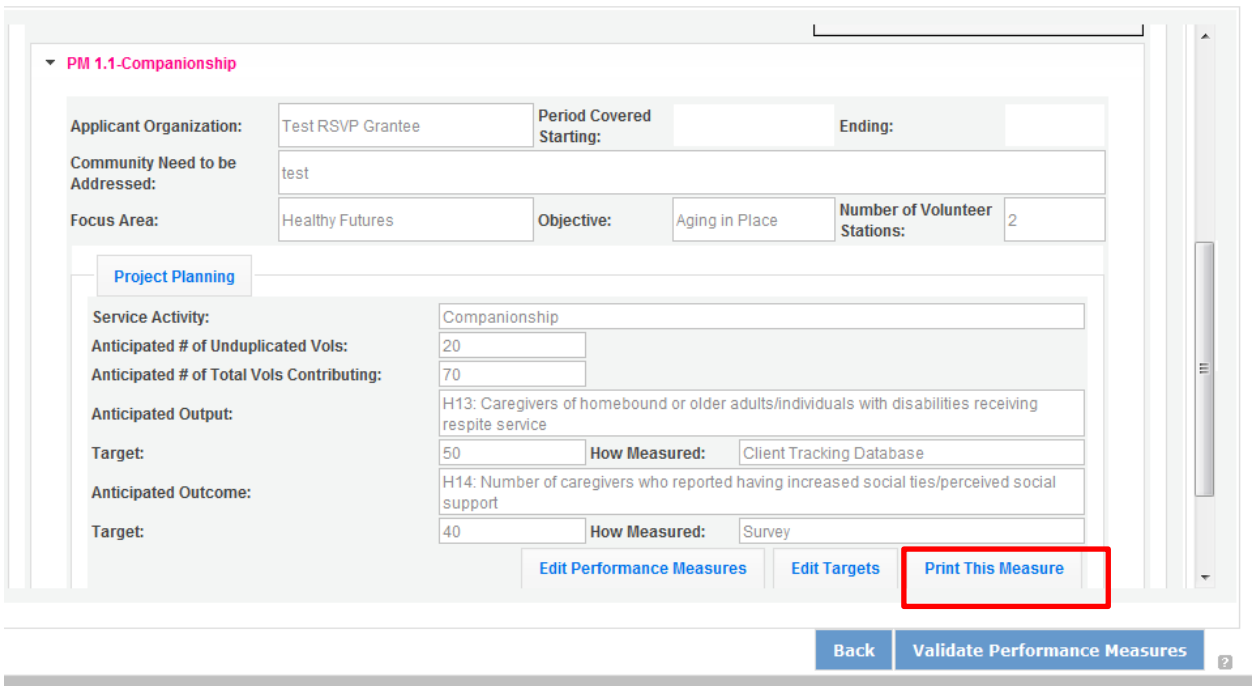 PM 1.1-Companionship
Applicant Organization: Test RSVP Grantee Period Covered Starting: Ending:
Community Need to be Addressed: test
Focus Area: Healthy Futures Objective: Aging in Place Number of Volunteer Stations: 2
Project Planning
Service Activity: Companionship
Anticipated # of Unduplicated Vols: 20
Anticipated # of Total Vols Contributing: 70
Anticipated Output: H13: Caregivers of homebound or older adults/individuals with disabilities receiving
respite service
Target: 50 How Measured: Client Tracking Database
Anticipated Outcome: H14: Number of caregivers who reported having increased social ties/perceived social
support
Target: 40 How Measured: Survey
Edit Performance Measures Edit Targets Print This Measure
Back Validate Performance Measures ?